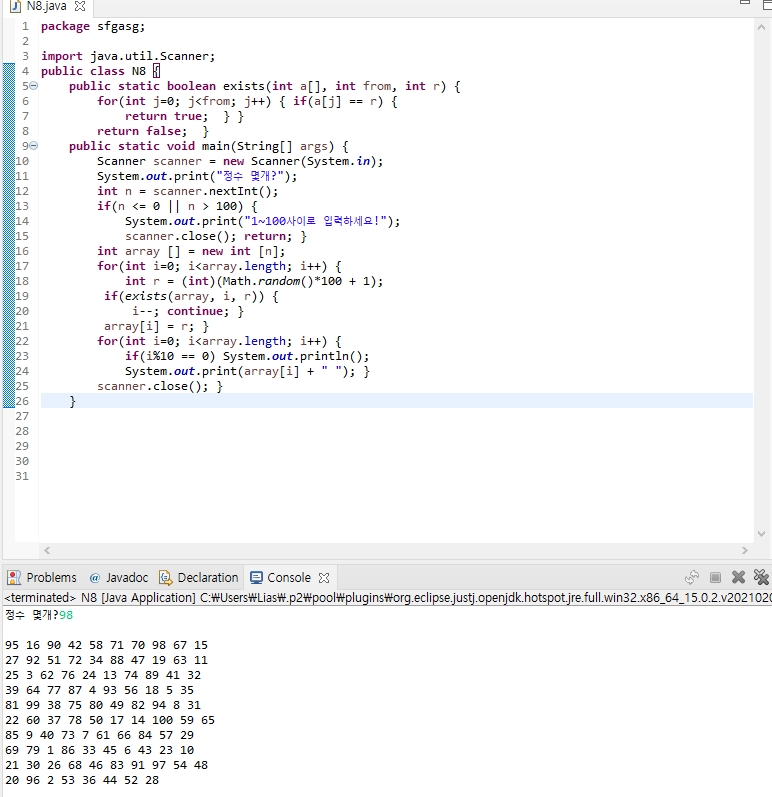 N8.java
1 package sfgasg;
2
3 import java.util.Scanner;
4 public class N8 {
5 public static boolean exists(int a[], int from, int r) {
6 for(int j=0; j<from; j++) { if(a[j] == r) {
7 return true;  } }
8 return false;  }
9 public static void main(String[] args) {
10 Scanner scanner = new Scanner(System.in);
11 System.out.print("정수 몇개?");
12 int n = scanner.nextInt();
13 if(n <= 0 || n > 100) {
14 System.out.print("1~100사이로 입력하세요!");
15 scanner.close(); return; }
16 int array [] = new int [n];
17 for(int i=0; i<array.length; i++) {
18 int r = (int)(Math.random()*100 + 1);
19 if(exists(array, i, r)) {
20 i--; continue; }
21 array[i] = r; }
22 for(int i=0; i<array.length; i++) {
23 if(i%10 == 0) System.out.println();
24 System.out.print(array[i] + " "); }
25 scanner.close(); }
26 }
27
28
29
30
31
Problems @ Javadoc Declaration Console
<terminated> N8 [Java Application] C:₩Users₩Lias₩.p2₩pool₩plugins₩org.eclipse.justj.openjdk.hotspot.jre.full.win32.x86_64_15.0.2.v2021020
정수 몇개?98
95 16 90 42 58 71 70 98 67 15
27 92 51 72 34 88 47 19 63 11
25 3 62 76 24 13 74 89 41 32
39 64 77 87 4 93 56 18 5 35
81 99 38 75 80 49 82 94 8 31
22 60 37 78 50 17 14 100 59 65
85 9 40 73 7 61 66 84 57 29
69 79 1 86 33 45 6 43 23 10
21 30 26 68 46 83 91 97 54 48
20 96 2 53 36 44 52 28